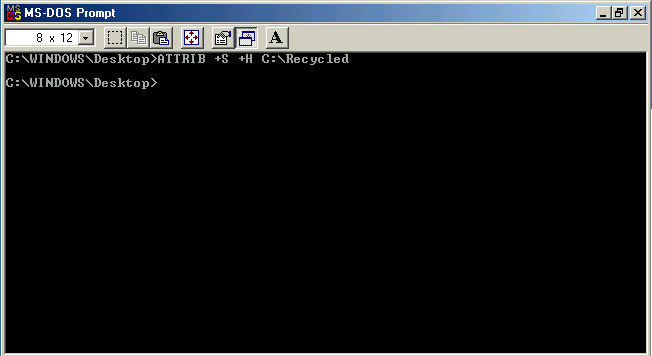 MS-DOS Prompt
8 x 12
A
C:\WINDOWS\Desktop>ATTRIB +S +H C:\Recycled
C:\WINDOWS\Desktop>